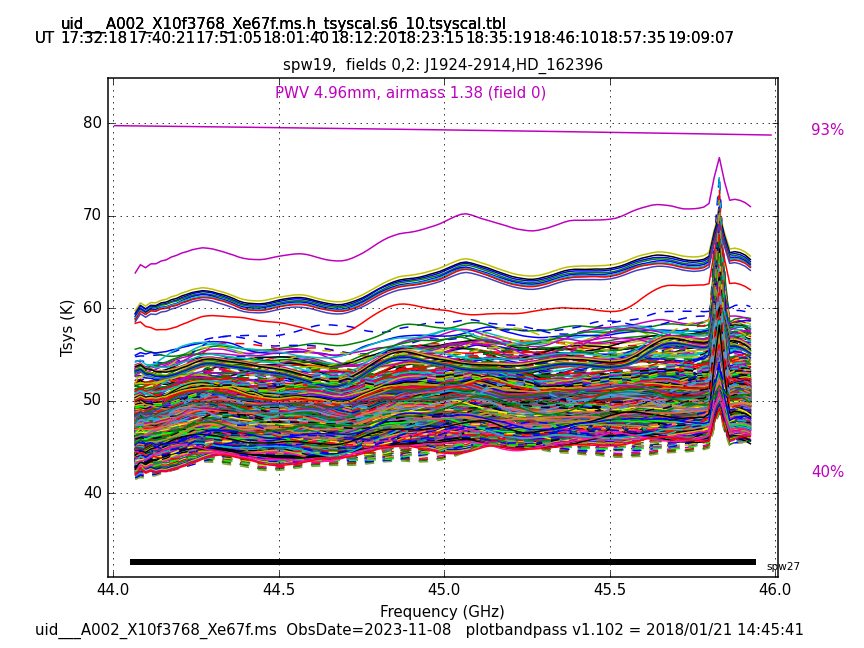 uid___A002_X10f3768_Xe67f.ms.h_tsyscal.s6_10.tsyscal.tbl
UT 17:32:18 17:40:21 17:51:05 18:01:40 18:12:20 18:23:15 18:35:19 18:46:10 18:57:35 19:09:07
spw19,  fields 0,2: J1924-2914,HD_162396
PWV 4.96mm, airmass 1.38 (field 0)
80
93%
70
60
Tsys (K)
50
40%
40
spw27
44.0 44.5 45.0 45.5 46.0
Frequency (GHz)
uid___A002_X10f3768_Xe67f.ms  ObsDate=2023-11-08   plotbandpass v1.102 = 2018/01/21 14:45:41